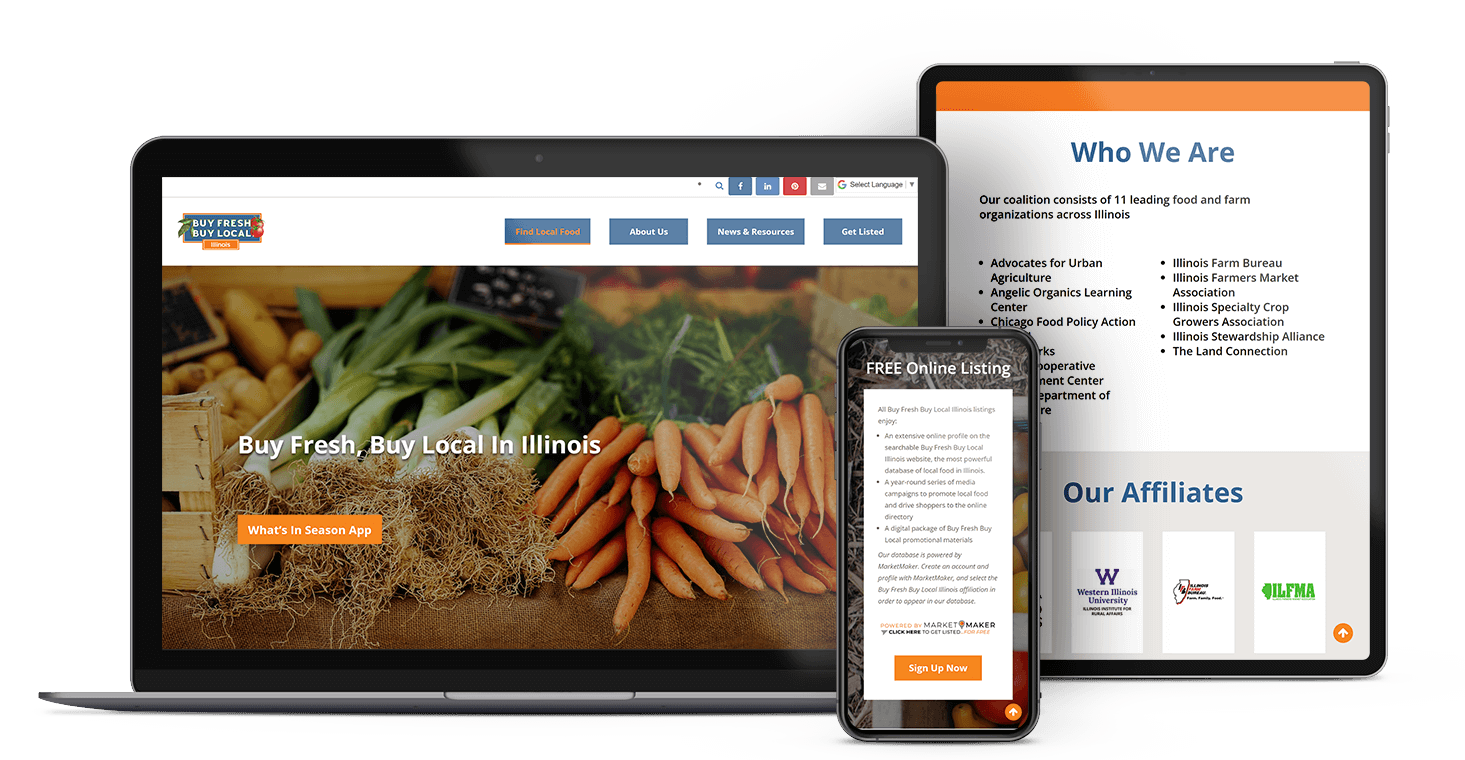 Select Language
BUY FRESH
BUY LOCAL
Illinois
Find Local Food
About Us
News & Resources
Get Listed
Buy Fresh, Buy Local In Illinois
What's In Season App
Who We Are
Our coalition consists of 11 leading food and farm
organizations across Illinois
Advocates for Urban
Agriculture
Angelic Organics Learning
Center
Chicago Food Policy Action
rks
ooperative
ment Center
epartment of
re
Illinois Farm Bureau
Illinois Farmers Market
Association
Illinois Specialty Crop
Growers Association
Illinois Stewardship Alliance
The Land Connection
Our Affiliates
W
Western Illinois
University
ILLINOIS INSTITUTE FOR
RURAL AFFAIRS
ILLINOIS
FARM
BUREAU
Farm. Family. Food.
ILFMA
FREE Online Listing
All Buy Fresh Buy Local Illinois listings
enjoy:
An extensive online profile on the
searchable Buy Fresh Buy Local
Illinois website, the most powerful
database of local food in Illinois.
A year-round series of media
campaigns to promote local food
and drive shoppers to the online
directory
A digital package of Buy Fresh Buy
Local promotional materials
Our database is powered by
MarketMaker. Create an account and
profile with MarketMaker, and select the
Buy Fresh Buy Local Illinois affiliation in
order to appear in our database.
POWERED BY MARKET MAKER
CLICK HERE TO GET LISTED...FOR FREE
Sign Up Now